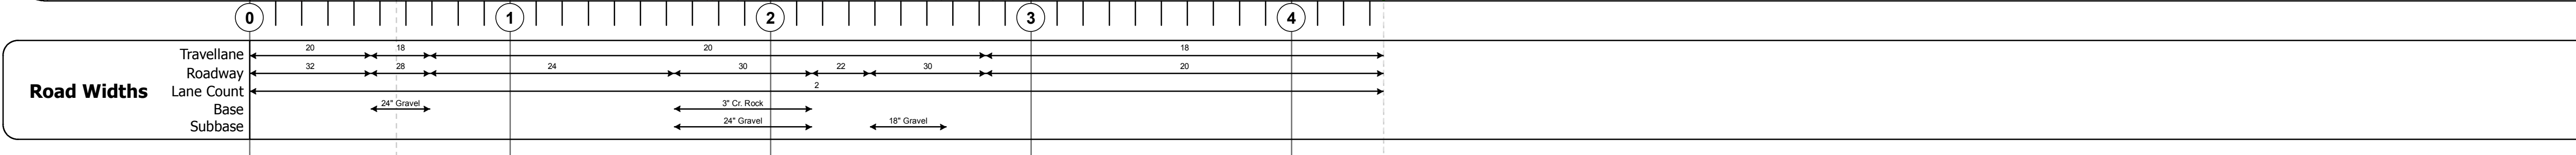 0 1 2 3 4
Road Widths
Travellane 20 18 20 18
Roadway 32 28 24 30 22 30 20
Lane Count 2
Base 24" Gravel 3" Cr. Rock
Subbase 24" Gravel 18" Gravel